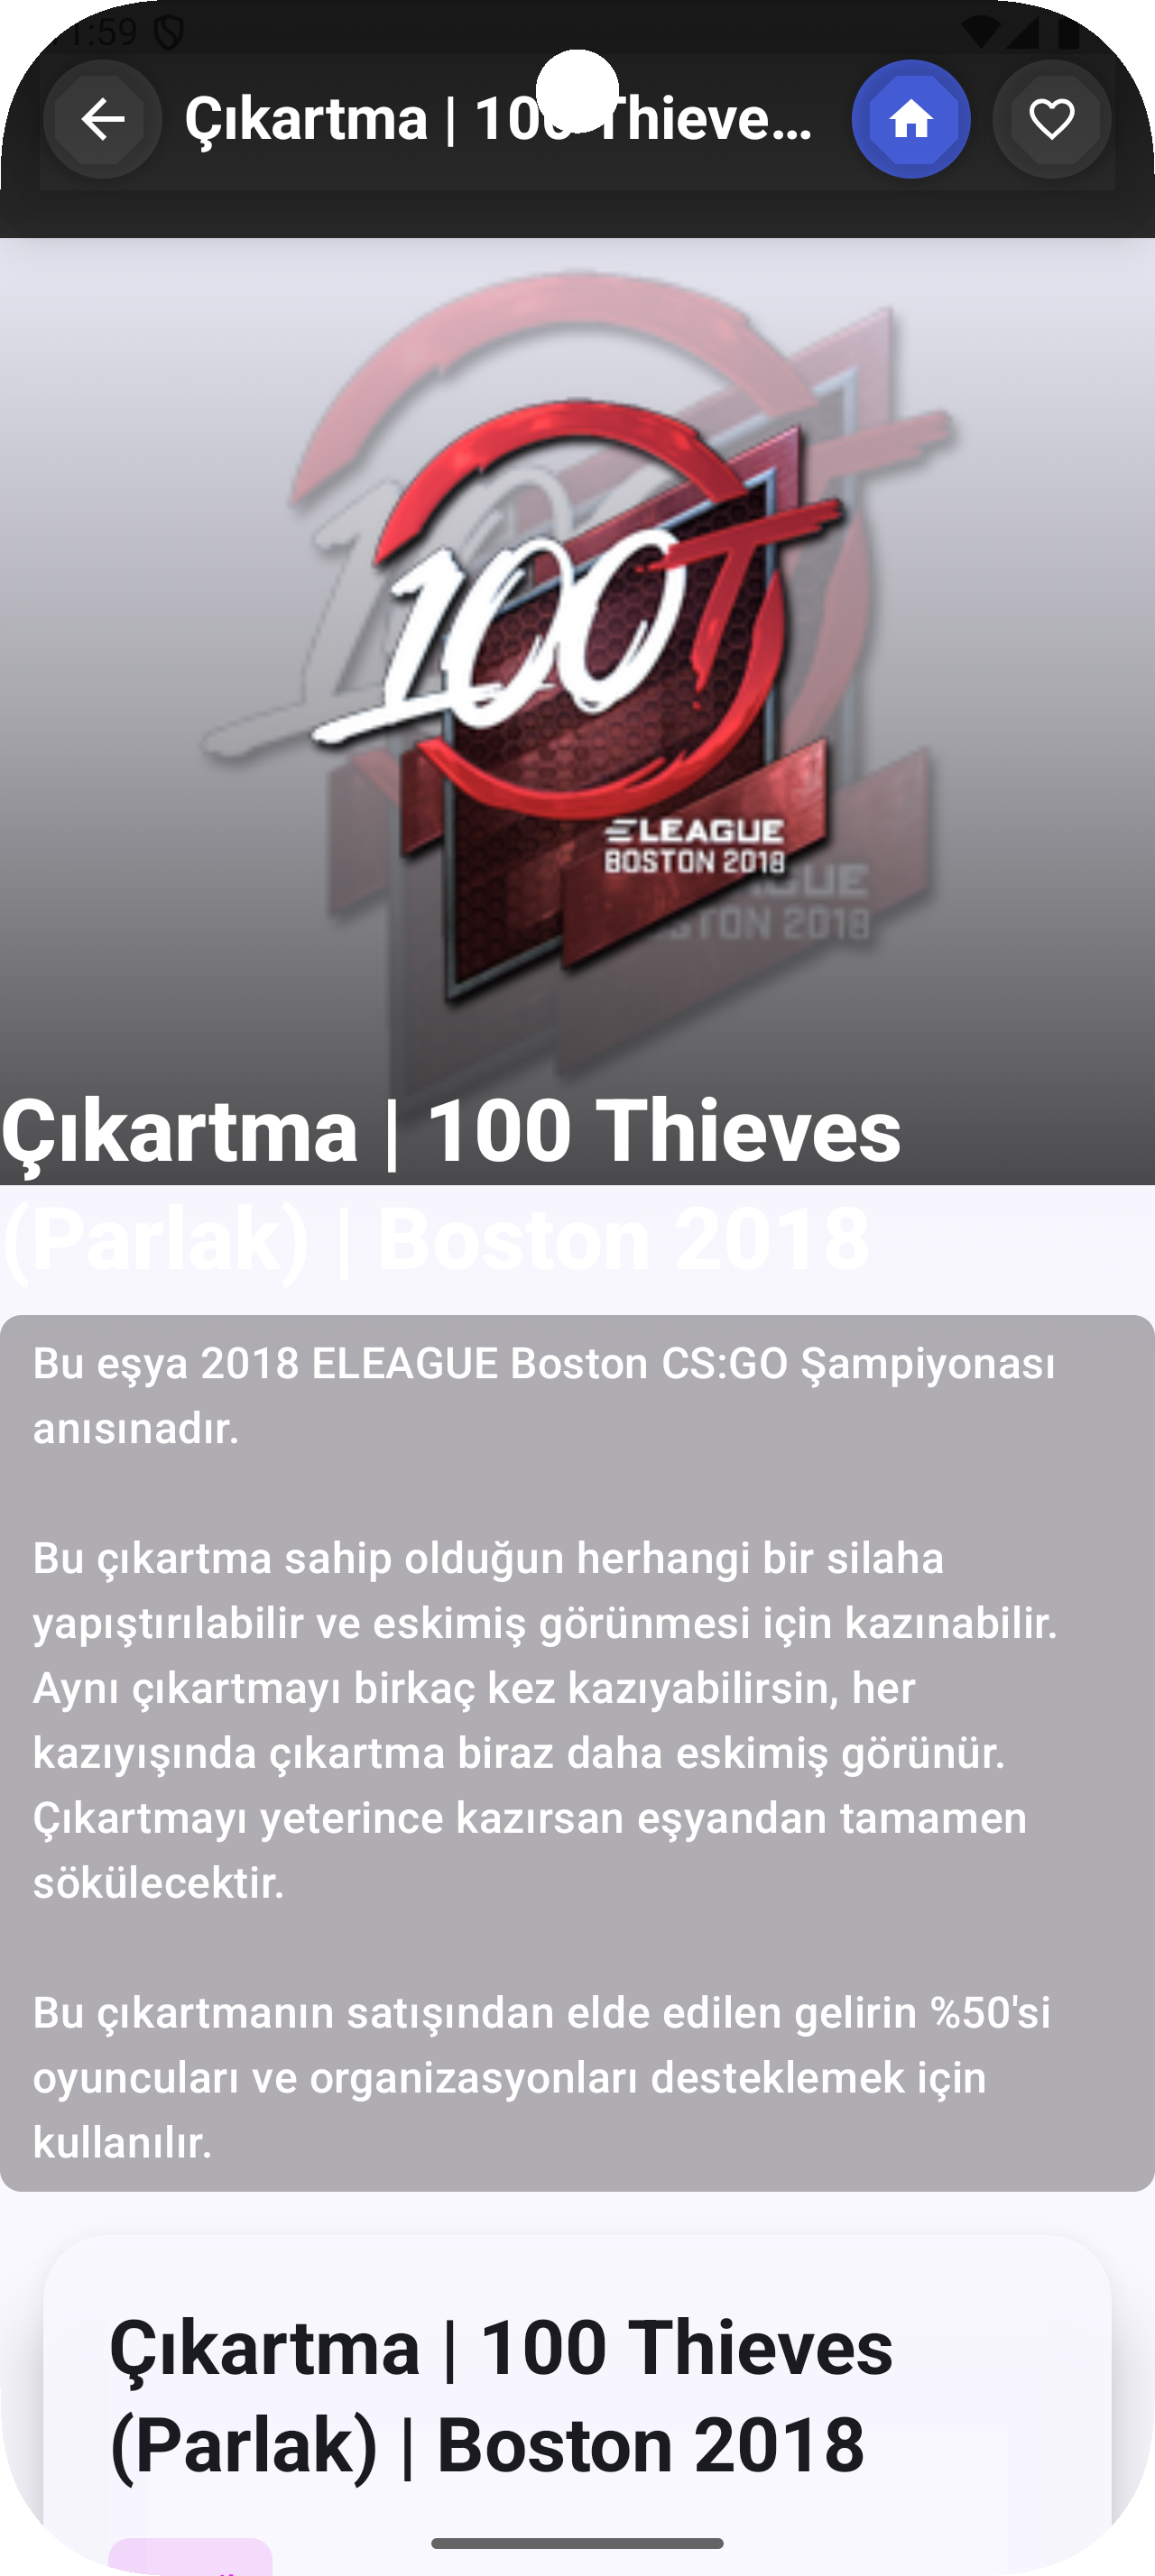 :59
Çıkartma | 100 Thieve...
100T
ELEAGUE
BOSTON 2018
Çıkartma | 100 Thieves
(Parlak) | Boston 2018
Bu eşya 2018 ELEAGUE Boston CS:GO Şampiyonası
anısınadır.
Bu çıkartma sahip olduğun herhangi bir silaha
yapıştırılabilir ve eskimiş görünmesi için kazınabilir.
Aynı çıkartmayı birkaç kez kazıyabilirsin, her
kazıyışında çıkartma biraz daha eskimiş görünür.
Çıkartmayı yeterince kazırsan eşyandan tamamen
sökülecektir.
Bu çıkartmanın satışından elde edilen gelirin %50'si
oyuncuları ve organizasyonları desteklemek için
kullanılır.
Çıkartma | 100 Thieves
(Parlak) | Boston 2018